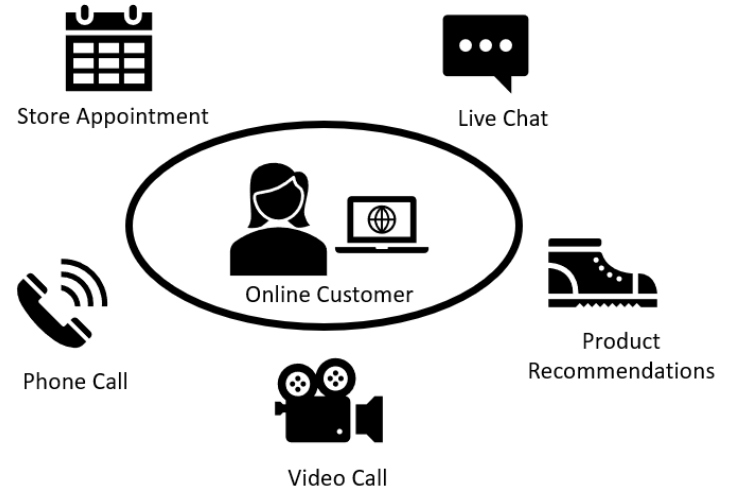 Store Appointment
Live Chat
Online Customer
Product
Recommendations
Phone Call
Video Call